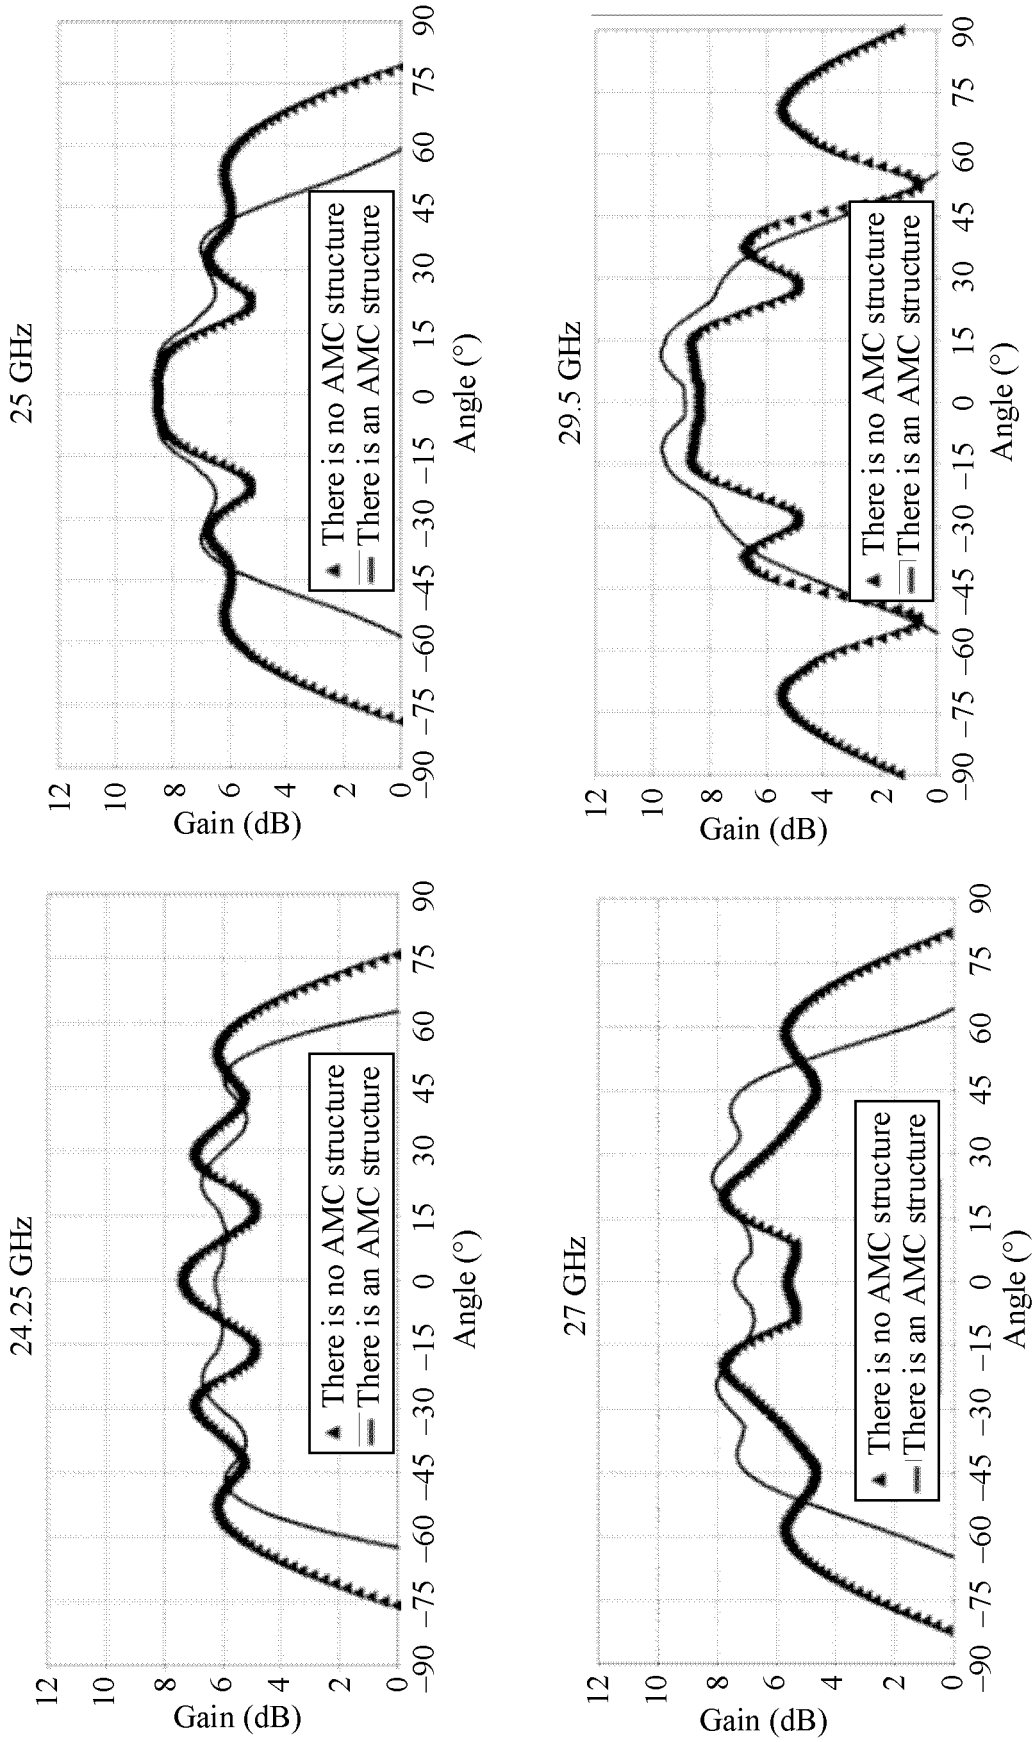 24.25 GHz
12
10
8
6
4
2
0
Gain (dB)
▲ There is no AMC structure
There is an AMC structure
−90 −75 −60 −45 −30 −15 0 15 30 45 60 75 90
Angle (°)
25 GHz
12
10
8
6
4
2
0
Gain (dB)
▲ There is no AMC structure
There is an AMC structure
−90 −75 −60 −45 −30 −15 0 15 30 45 60 75 90
Angle (°)
27 GHz
12
10
8
6
4
2
0
Gain (dB)
▲ There is no AMC structure
There is an AMC structure
−90 −75 −60 −45 −30 −15 0 15 30 45 60 75 90
Angle (°)
29.5 GHz
12
10
8
6
4
2
0
Gain (dB)
▲ There is no AMC structure
There is an AMC structure
−90 −75 −60 −45 −30 −15 0 15 30 45 60 75 90
Angle (°)